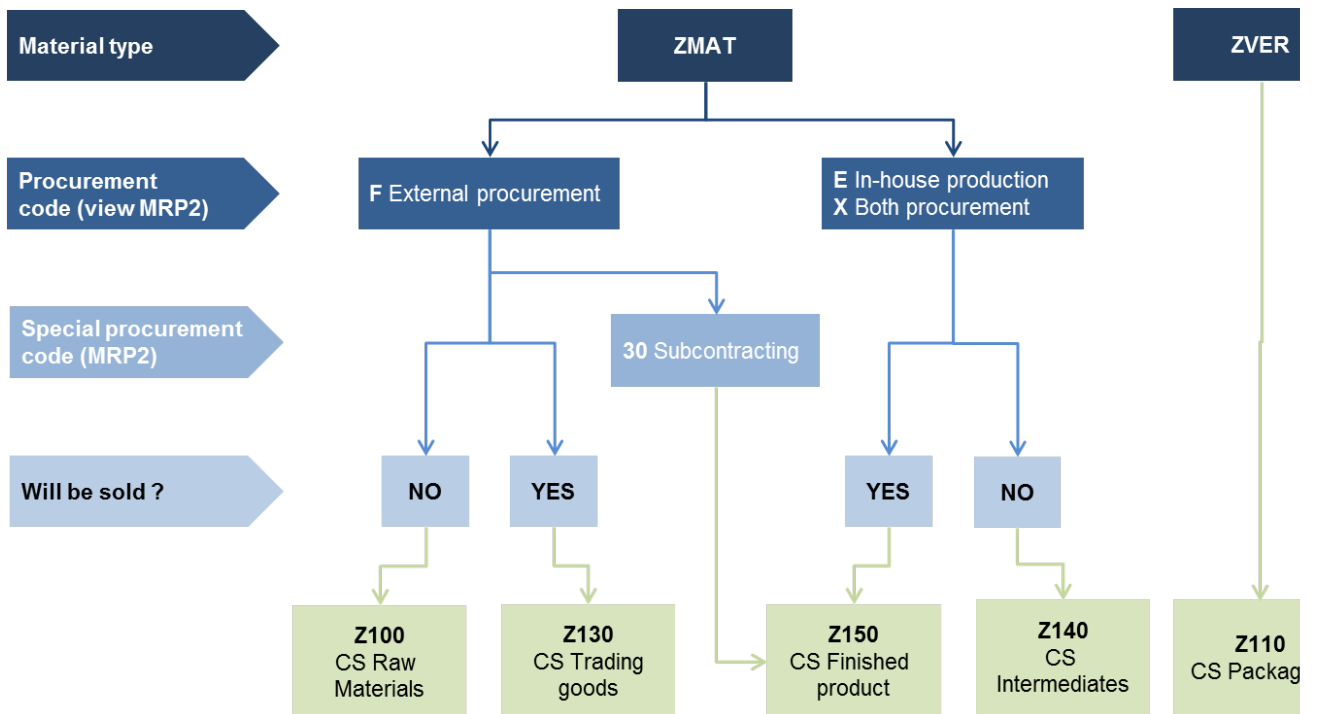 Material type
ZMAT
ZVER
Procurement
code (view MRP2)
F External procurement
E In-house production
X Both procurement
Special procurement
code (MRP2)
30 Subcontracting
Will be sold ?
NO
YES
YES
NO
Z100
CS Raw
Materials
Z130
CS Trading
goods
Z150
CS Finished
product
Z140
CS
Intermediates
Z110
CS Packag